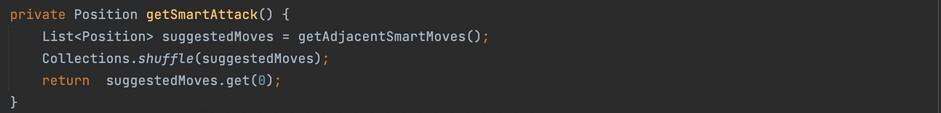 private Position getSmartAttack() {
    List<Position> suggestedMoves = getAdjacentSmartMoves();
    Collections.shuffle(suggestedMoves);
    return  suggestedMoves.get(0);
}